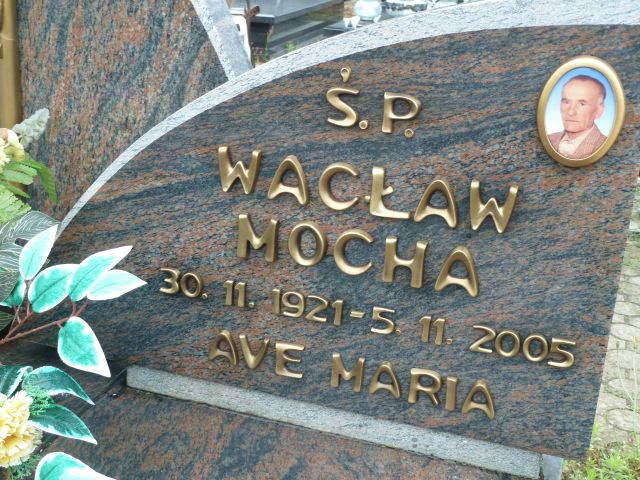 Ś.P.
WACŁAW
MOCHA
30.11.1921-5.11.2005
AVE MARIA